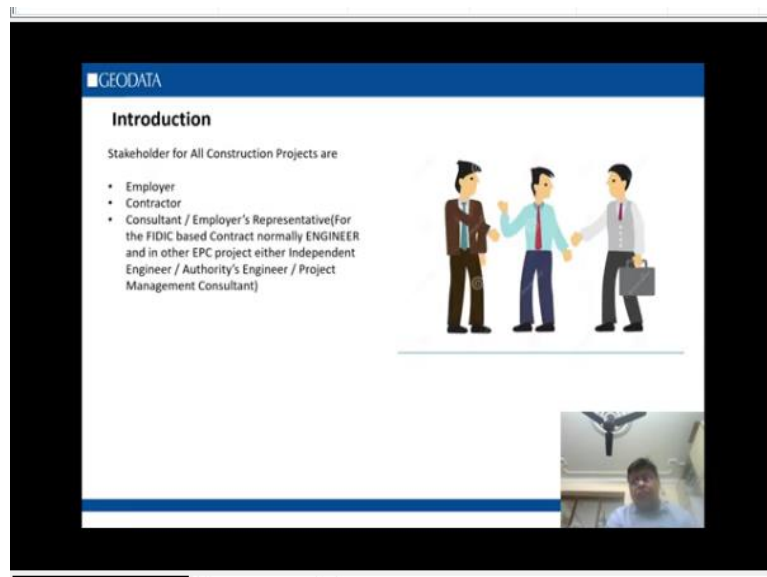 GEODATA
Introduction
Stakeholder for All Construction Projects are
• Employer
• Contractor
• Consultant / Employer's Representative(For
the FIDIC based Contract normally ENGINEER
and in other EPC project either Independent
Engineer / Authority's Engineer / Project
Management Consultant)